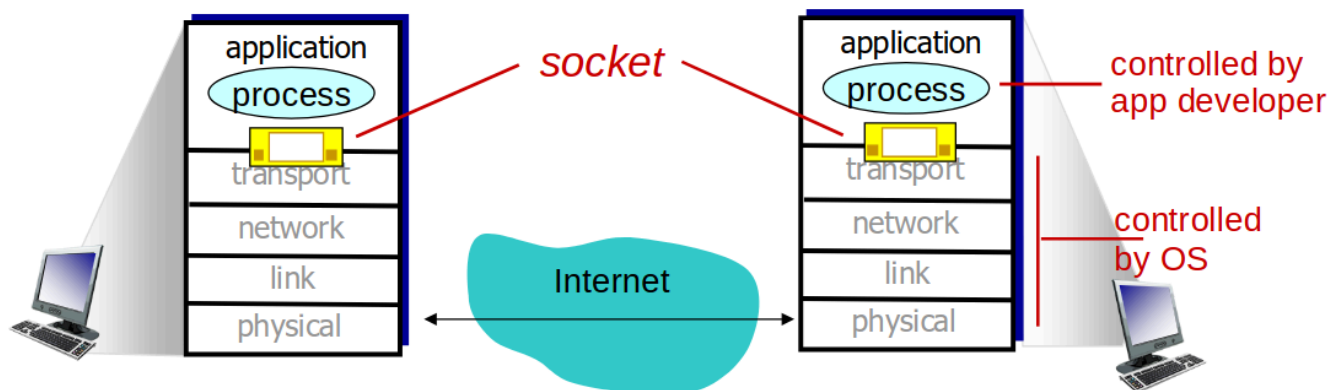 application
process
transport
network
link
physical
socket
Internet
application
process
transport
network
link
physical
controlled by
app developer
controlled
by OS